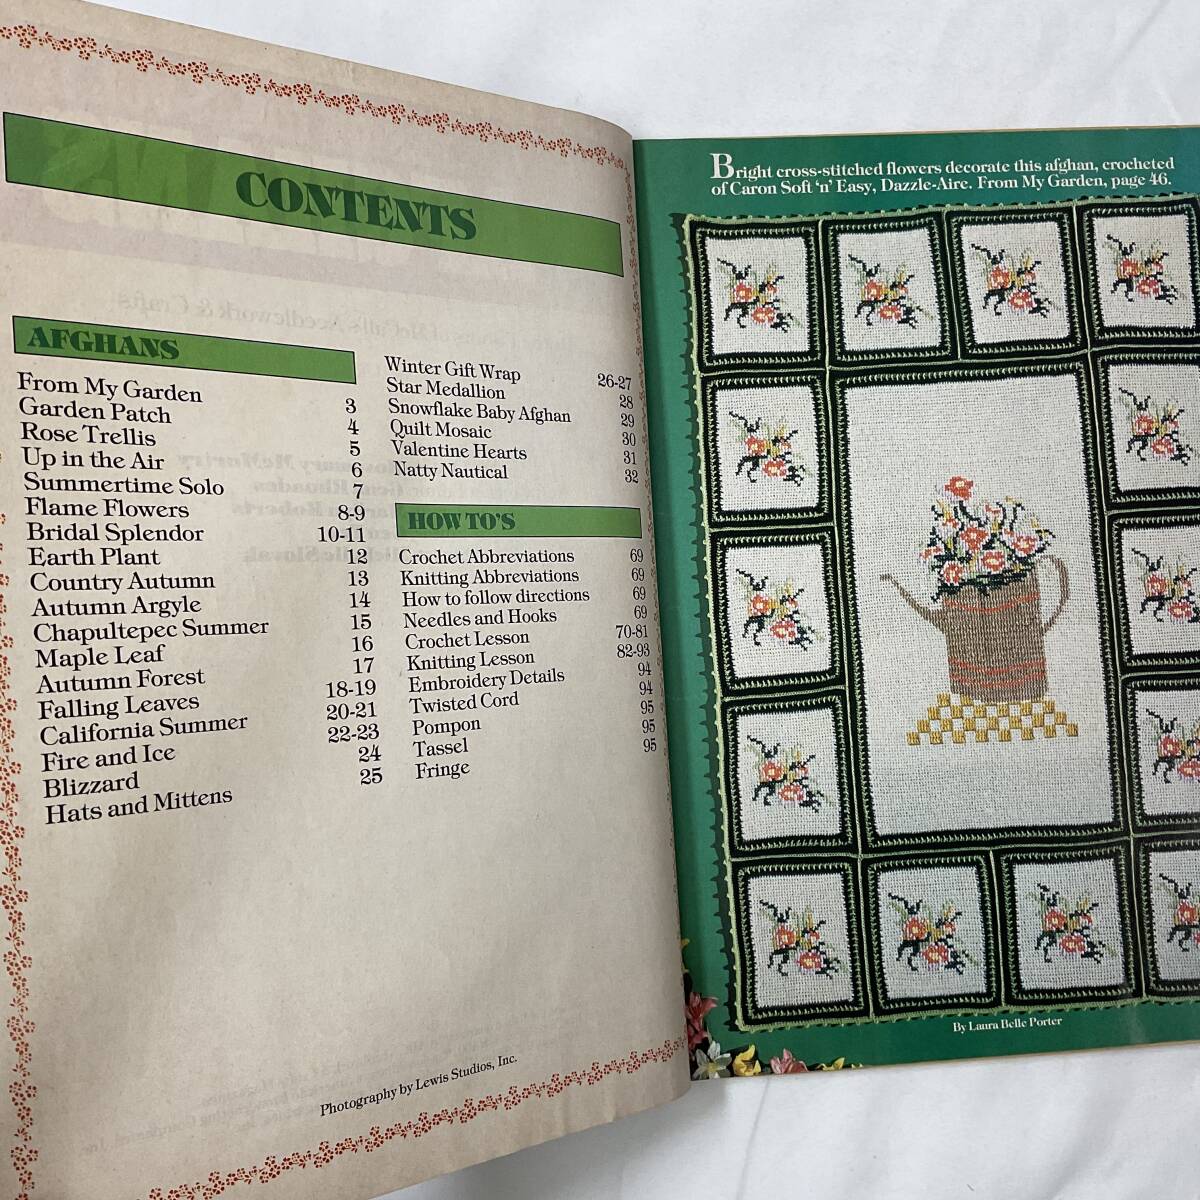 CONTENTS
AFGHANS
From My Garden 3
Garden Patch 4
Rose Trellis 5
Up in the Air 6
Summertime Solo 7
Flame Flowers 8-9
Bridal Splendor 10-11
Earth Plant 12
Country Autumn 13
Autumn Argyle 14
Chapultepec Summer 15
Maple Leaf 16
Autumn Forest 17
Falling Leaves 18-19
California Summer 20-21
Fire and Ice 22-23
Blizzard 24
Hats and Mittens 25
Winter Gift Wrap 26-27
Star Medallion 28
Snowflake Baby Afghan 29
Quilt Mosaic 30
Valentine Hearts 31
Natty Nautical 32
HOW TO'S
Crochet Abbreviations 69
Knitting Abbreviations 69
How to follow directions 69
Needles and Hooks 69
Crochet Lesson 70-81
Knitting Lesson 82-93
Embroidery Details 94
Twisted Cord 94
Pompon 95
Tassel 95
Fringe 95
Photography by Lewis Studios, Inc.
Bright cross-stitched flowers decorate this afghan, crocheted
of Caron Soft 'n' Easy, Dazzle-Aire. From My Garden, page 46.
By Laura Belle Porter